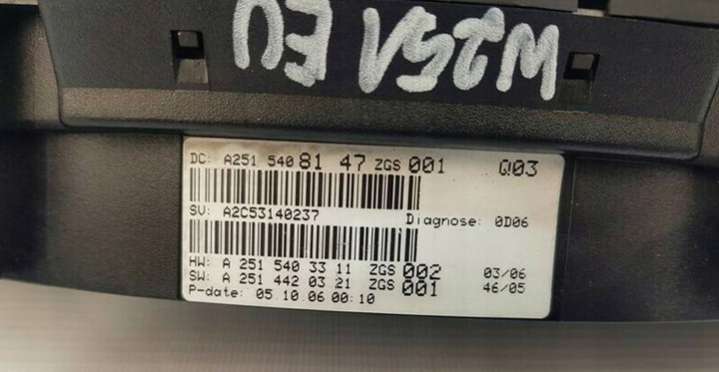 W251 EU
DC: A251 540 81 47 ZGS 001 Q03
SV: A2C53140237 Diagnose: 0D06
HW: A 251 540 33 11 ZGS 002 03/06
SW: A 251 442 03 21 ZGS 001 46/05
P-date: 05.10.06 00:10